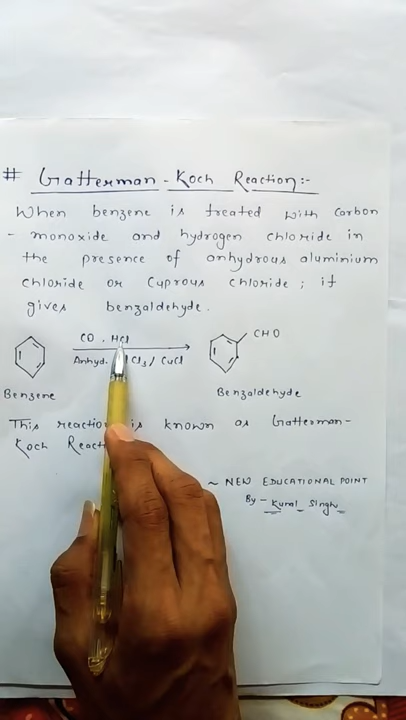 # Gatterman - Koch Reaction:-
When benzene is treated with Carbon
- monoxide and hydrogen chloride in
the presence of anhydrous aluminium
chloride or Cuprous chloride ; it
gives benzaldehyde.
CO . HCl
CHO
Anhyd. Cl3 / CuCl
Benzene
Benzaldehyde
This reaction is known as Gatterman-
Koch
~ NEW EDUCATIONAL POINT
By - Kunal Singh